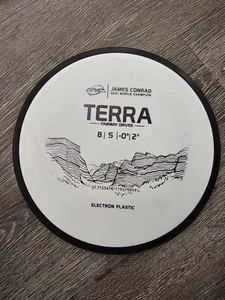 JAMES CONRAD
2021 WORLD CHAMPION
TERRA
FAIRWAY DRIVER
8 | 5 | -0° | 2°
ELECTRON PLASTIC